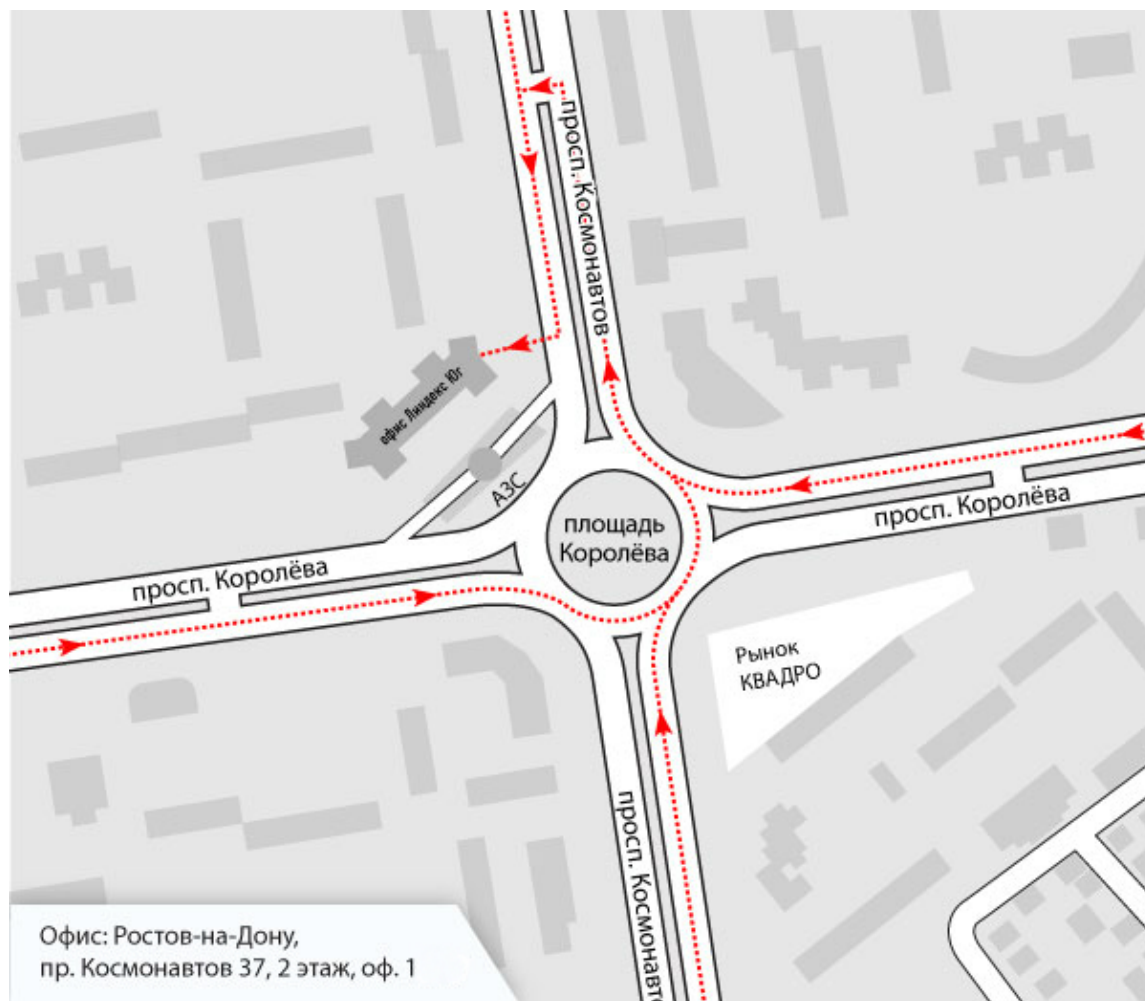 просп. Космонавтов
офис Линдекс Юг
АЗС
площадь
Королёва
просп. Королёва
просп. Королёва
Рынок
КВАДРО
просп. Космонавто
Офис: Ростов-на-Дону,
пр. Космонавтов 37, 2 этаж, оф. 1